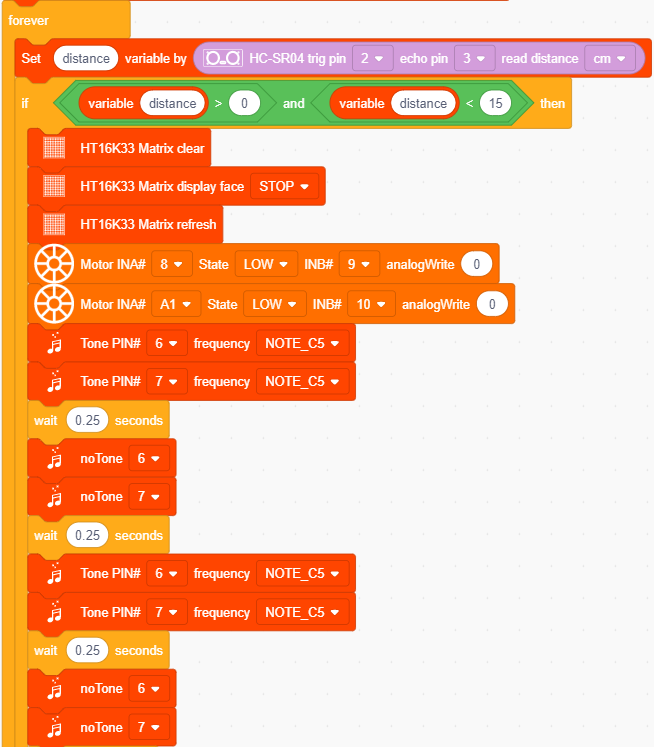 forever
Set distance variable by HC-SR04 trig pin 2 echo pin 3 read distance cm
if variable distance > 0 and variable distance < 15 then
HT16K33 Matrix clear
HT16K33 Matrix display face STOP
HT16K33 Matrix refresh
Motor INA# 8 State LOW INB# 9 analogWrite 0
Motor INA# A1 State LOW INB# 10 analogWrite 0
Tone PIN# 6 frequency NOTE_C5
Tone PIN# 7 frequency NOTE_C5
wait 0.25 seconds
noTone 6
noTone 7
wait 0.25 seconds
Tone PIN# 6 frequency NOTE_C5
Tone PIN# 7 frequency NOTE_C5
wait 0.25 seconds
noTone 6
noTone 7